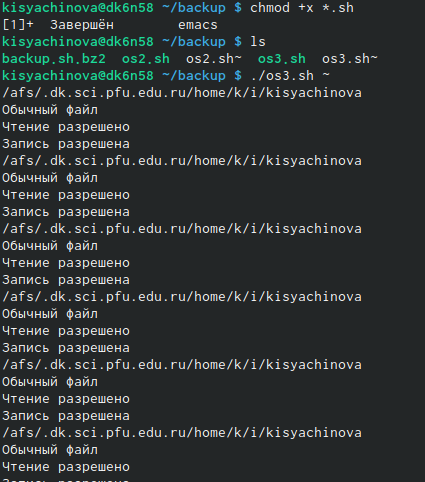 kisyachinova@dk6n58 ~/backup $ chmod +x *.sh
[1]+  Завершён        emacs
kisyachinova@dk6n58 ~/backup $ ls
backup.sh.bz2  os2.sh  os2.sh~  os3.sh  os3.sh~
kisyachinova@dk6n58 ~/backup $ ./os3.sh ~
/afs/.dk.sci.pfu.edu.ru/home/k/i/kisyachinova
Обычный файл
Чтение разрешено
Запись разрешена
/afs/.dk.sci.pfu.edu.ru/home/k/i/kisyachinova
Обычный файл
Чтение разрешено
Запись разрешена
/afs/.dk.sci.pfu.edu.ru/home/k/i/kisyachinova
Обычный файл
Чтение разрешено
Запись разрешена
/afs/.dk.sci.pfu.edu.ru/home/k/i/kisyachinova
Обычный файл
Чтение разрешено
Запись разрешена
/afs/.dk.sci.pfu.edu.ru/home/k/i/kisyachinova
Обычный файл
Чтение разрешено
Запись разрешена
/afs/.dk.sci.pfu.edu.ru/home/k/i/kisyachinova
Обычный файл
Чтение разрешено